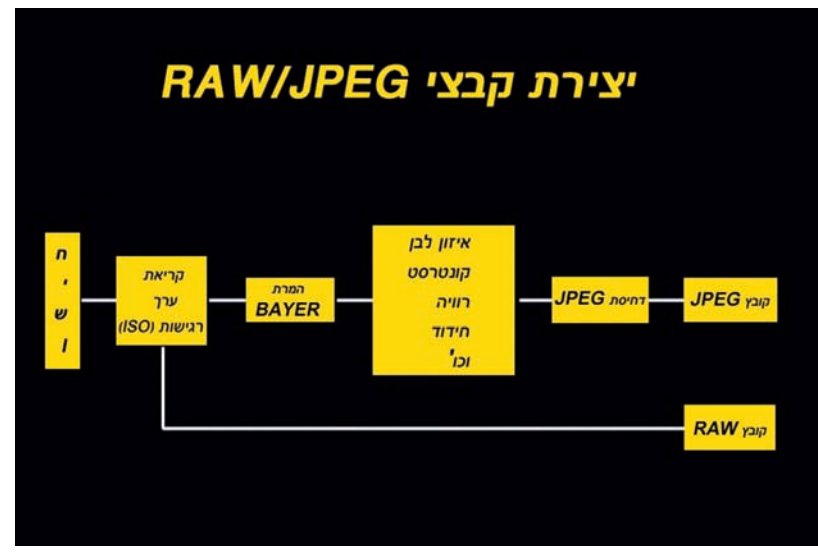 יצירת קבצי RAW/JPEG
ח
י
ש
ו
קריאת
ערך
רגישות (ISO)
המרת
BAYER
איזון לבן
קונטרסט
רוויה
חידוד
וכו'
דחיסת JPEG
קובץ JPEG
קובץ RAW